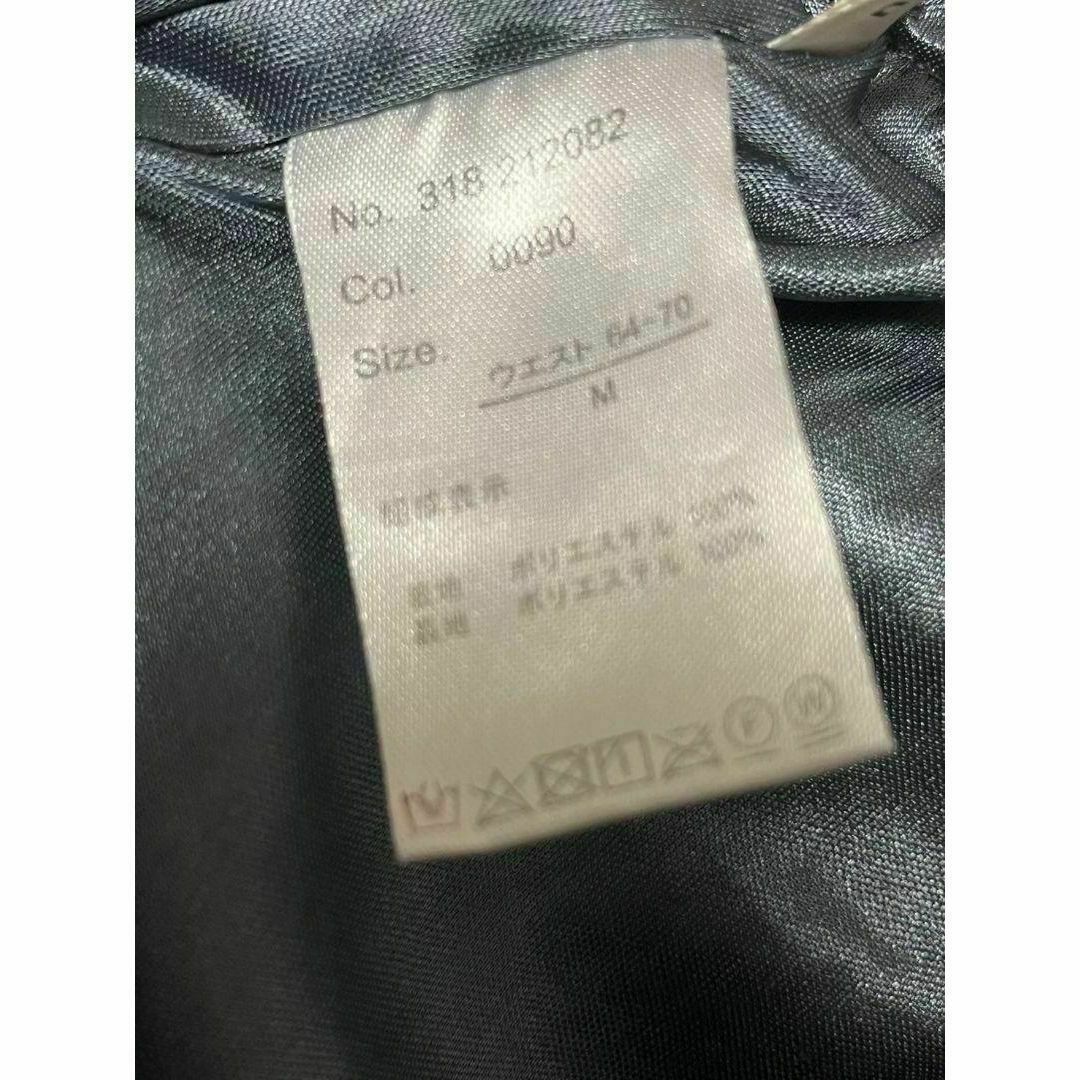 No. 318 212082
Col. 0090
Size. ウエスト 64-70
M
組成表示
表地 ポリエステル 100%
裏地 ポリエステル 100%
F W